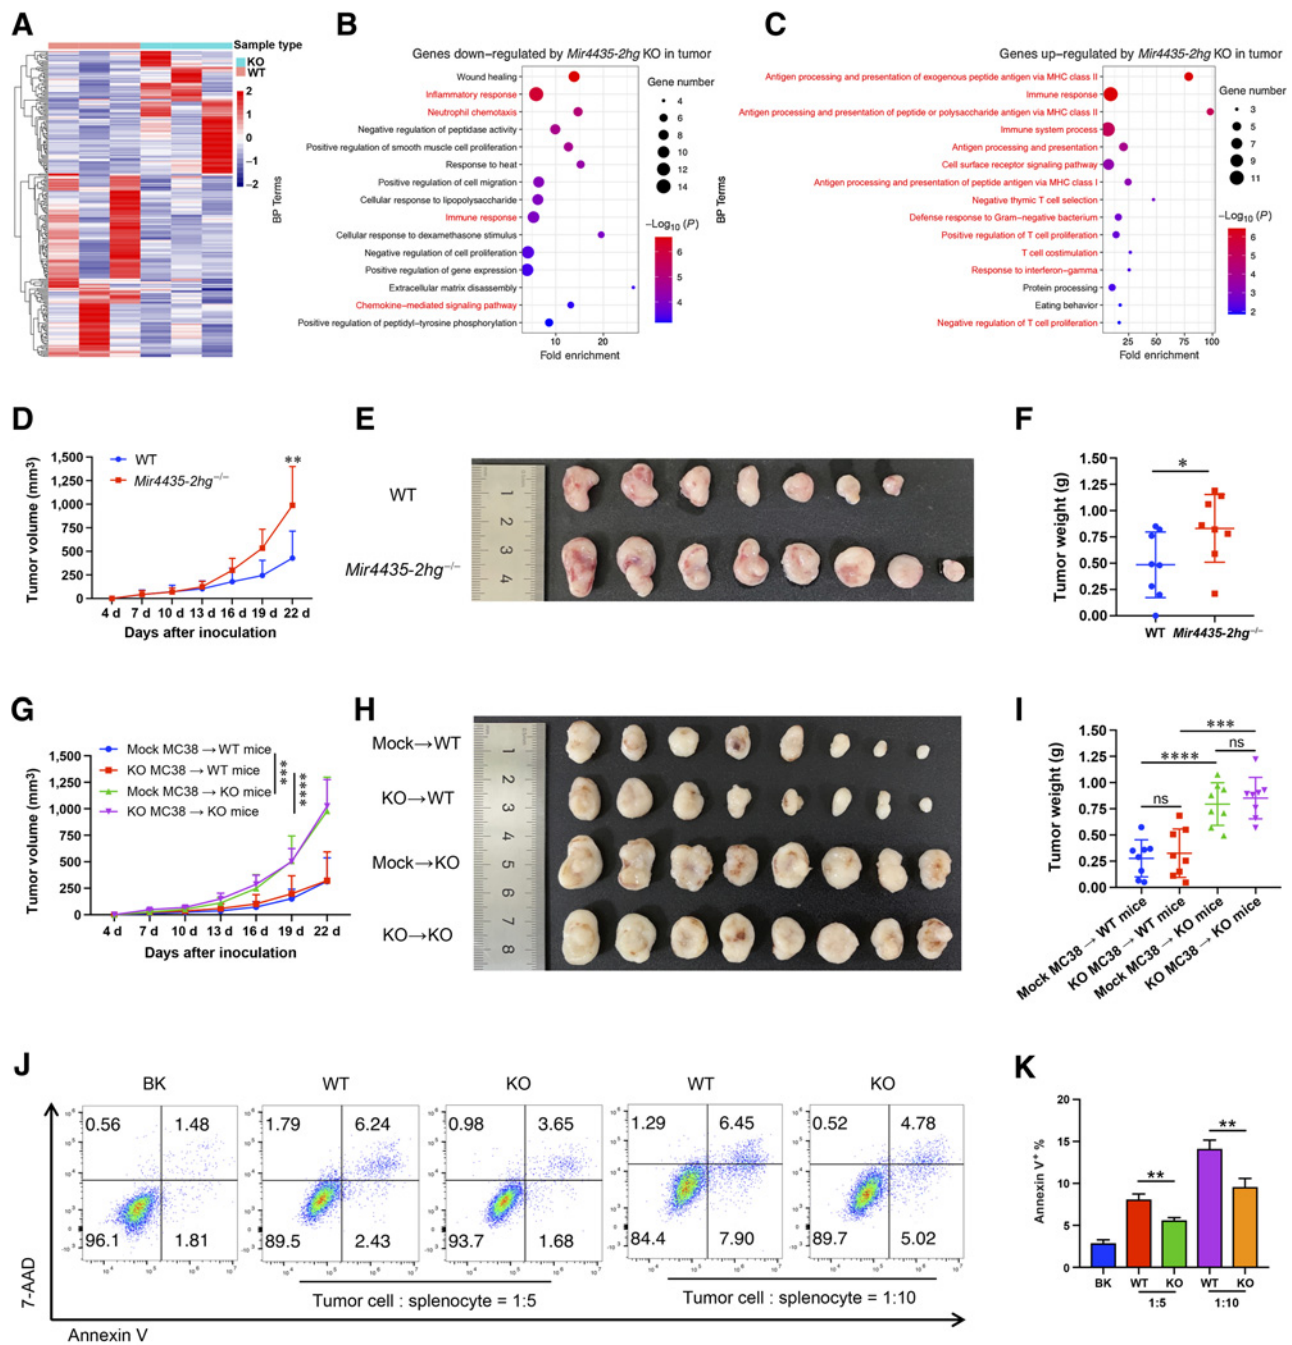 A
Sample type
KO
WT
2
1
0
−1
−2
B
Genes down−regulated by Mir4435-2hg KO in tumor
BP Terms
Wound healing
Inflammatory response
Neutrophil chemotaxis
Negative regulation of peptidase activity
Positive regulation of smooth muscle cell proliferation
Response to heat
Positive regulation of cell migration
Cellular response to lipopolysaccharide
Immune response
Cellular response to dexamethasone stimulus
Negative regulation of cell proliferation
Positive regulation of gene expression
Extracellular matrix disassembly
Chemokine−mediated signaling pathway
Positive regulation of peptidyl−tyrosine phosphorylation
10 20
Fold enrichment
Gene number
4
6
8
10
12
14
−Log10 (P)
6
5
4
C
Genes up−regulated by Mir4435-2hg KO in tumor
BP Terms
Antigen processing and presentation of exogenous peptide antigen via MHC class II
Immune response
Antigen processing and presentation of peptide or polysaccharide antigen via MHC class II
Immune system process
Antigen processing and presentation
Cell surface receptor signaling pathway
Antigen processing and presentation of peptide antigen via MHC class I
Negative thymic T cell selection
Defense response to Gram−negative bacterium
Positive regulation of T cell proliferation
T cell costimulation
Response to interferon−gamma
Protein processing
Eating behavior
Negative regulation of T cell proliferation
25 50 75 100
Fold enrichment
Gene number
3
5
7
9
11
−Log10 (P)
6
5
4
3
2
D
WT
Mir4435-2hg−/−
**
Tumor volume (mm3)
1,500
1,250
1,000
750
500
250
0
4 d 7 d 10 d 13 d 16 d 19 d 22 d
Days after inoculation
E
WT
Mir4435-2hg−/−
1
2
3
4
F
*
Tumor weight (g)
1.50
1.25
1.00
0.75
0.50
0.25
0.00
WT Mir4435-2hg−/−
G
Mock MC38→WT mice
KO MC38→WT mice
Mock MC38→KO mice
KO MC38→KO mice
***
****
Tumor volume (mm3)
1,500
1,250
1,000
750
500
250
0
4 d 7 d 10 d 13 d 16 d 19 d 22 d
Days after inoculation
H
Mock→WT
KO→WT
Mock→KO
KO→KO
1
2
3
4
5
6
7
8
I
***
**** ns
ns
Tumor weight (g)
1.50
1.25
1.00
0.75
0.50
0.25
0.00
Mock MC38→WT mice
KO MC38→WT mice
Mock MC38→KO mice
KO MC38→KO mice
J
BK WT KO WT KO
0.56 1.48 1.79 6.24 0.98 3.65 1.29 6.45 0.52 4.78
96.1 1.81 89.5 2.43 93.7 1.68 84.4 7.90 89.7 5.02
Tumor cell : splenocyte = 1:5
Tumor cell : splenocyte = 1:10
7-AAD
Annexin V
K
Annexin V+ %
20
15
10
5
0
** **
BK WT KO WT KO
1:5 1:10